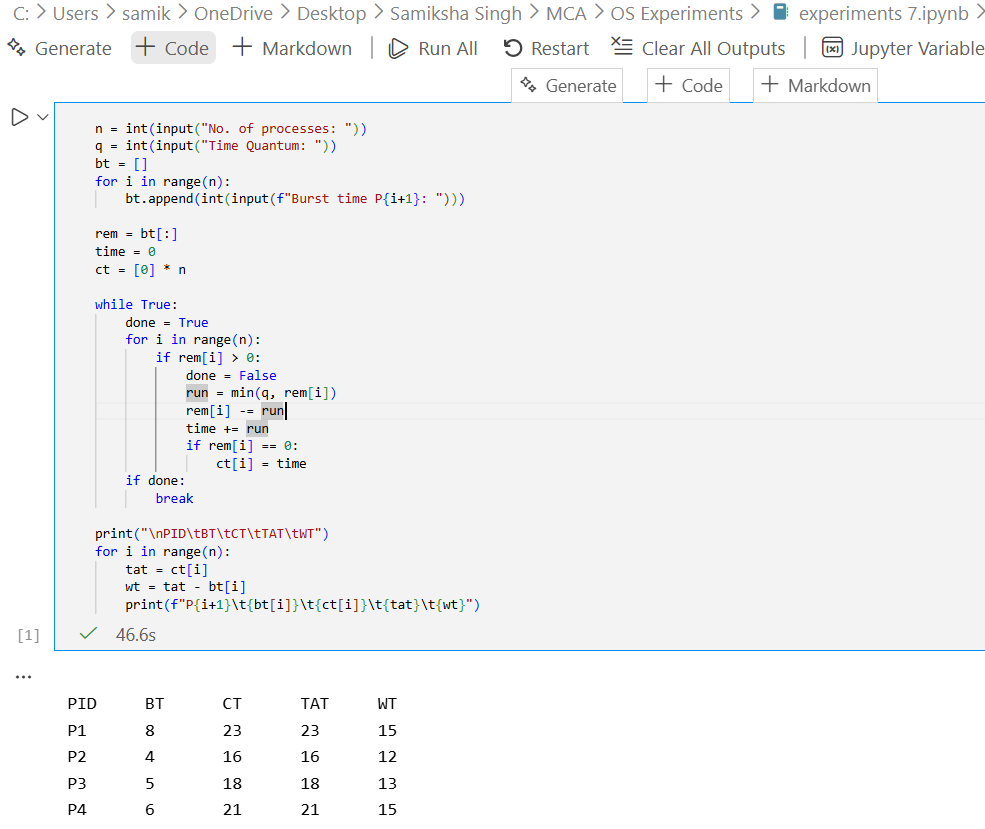 C: > Users > samik > OneDrive > Desktop > Samiksha Singh > MCA > OS Experiments > experiments 7.ipynb >
Generate + Code + Markdown | Run All Restart Clear All Outputs | Jupyter Variable
Generate + Code + Markdown
n = int(input("No. of processes: "))
q = int(input("Time Quantum: "))
bt = []
for i in range(n):
    bt.append(int(input(f"Burst time P{i+1}: ")))

rem = bt[:]
time = 0
ct = [0] * n

while True:
    done = True
    for i in range(n):
        if rem[i] > 0:
            done = False
            run = min(q, rem[i])
            rem[i] -= run
            time += run
            if rem[i] == 0:
                ct[i] = time
    if done:
        break

print("\nPID\tBT\tCT\tTAT\tWT")
for i in range(n):
    tat = ct[i]
    wt = tat - bt[i]
    print(f"P{i+1}\t{bt[i]}\t{ct[i]}\t{tat}\t{wt}")
[1] 46.6s
...
PID BT CT TAT WT
P1 8 23 23 15
P2 4 16 16 12
P3 5 18 18 13
P4 6 21 21 15